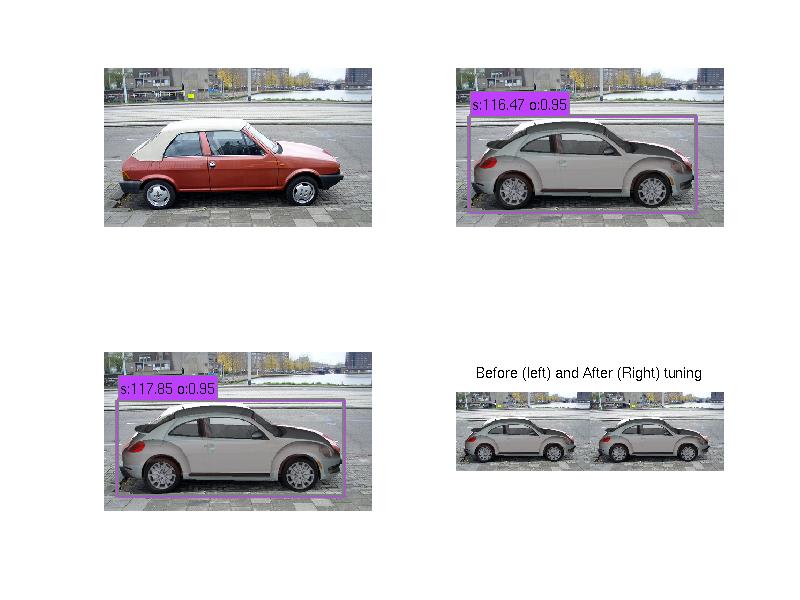 s:116.47 o:0.95
s:117.85 o:0.95
Before (left) and After (Right) tuning